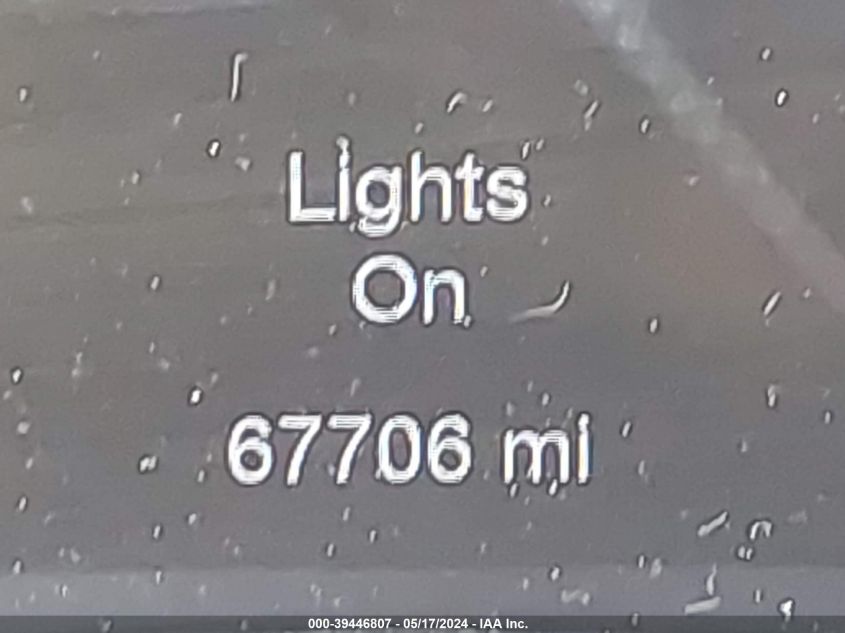 Lights
On
67706 mi
000-39446807 - 05/17/2024 - IAA Inc.